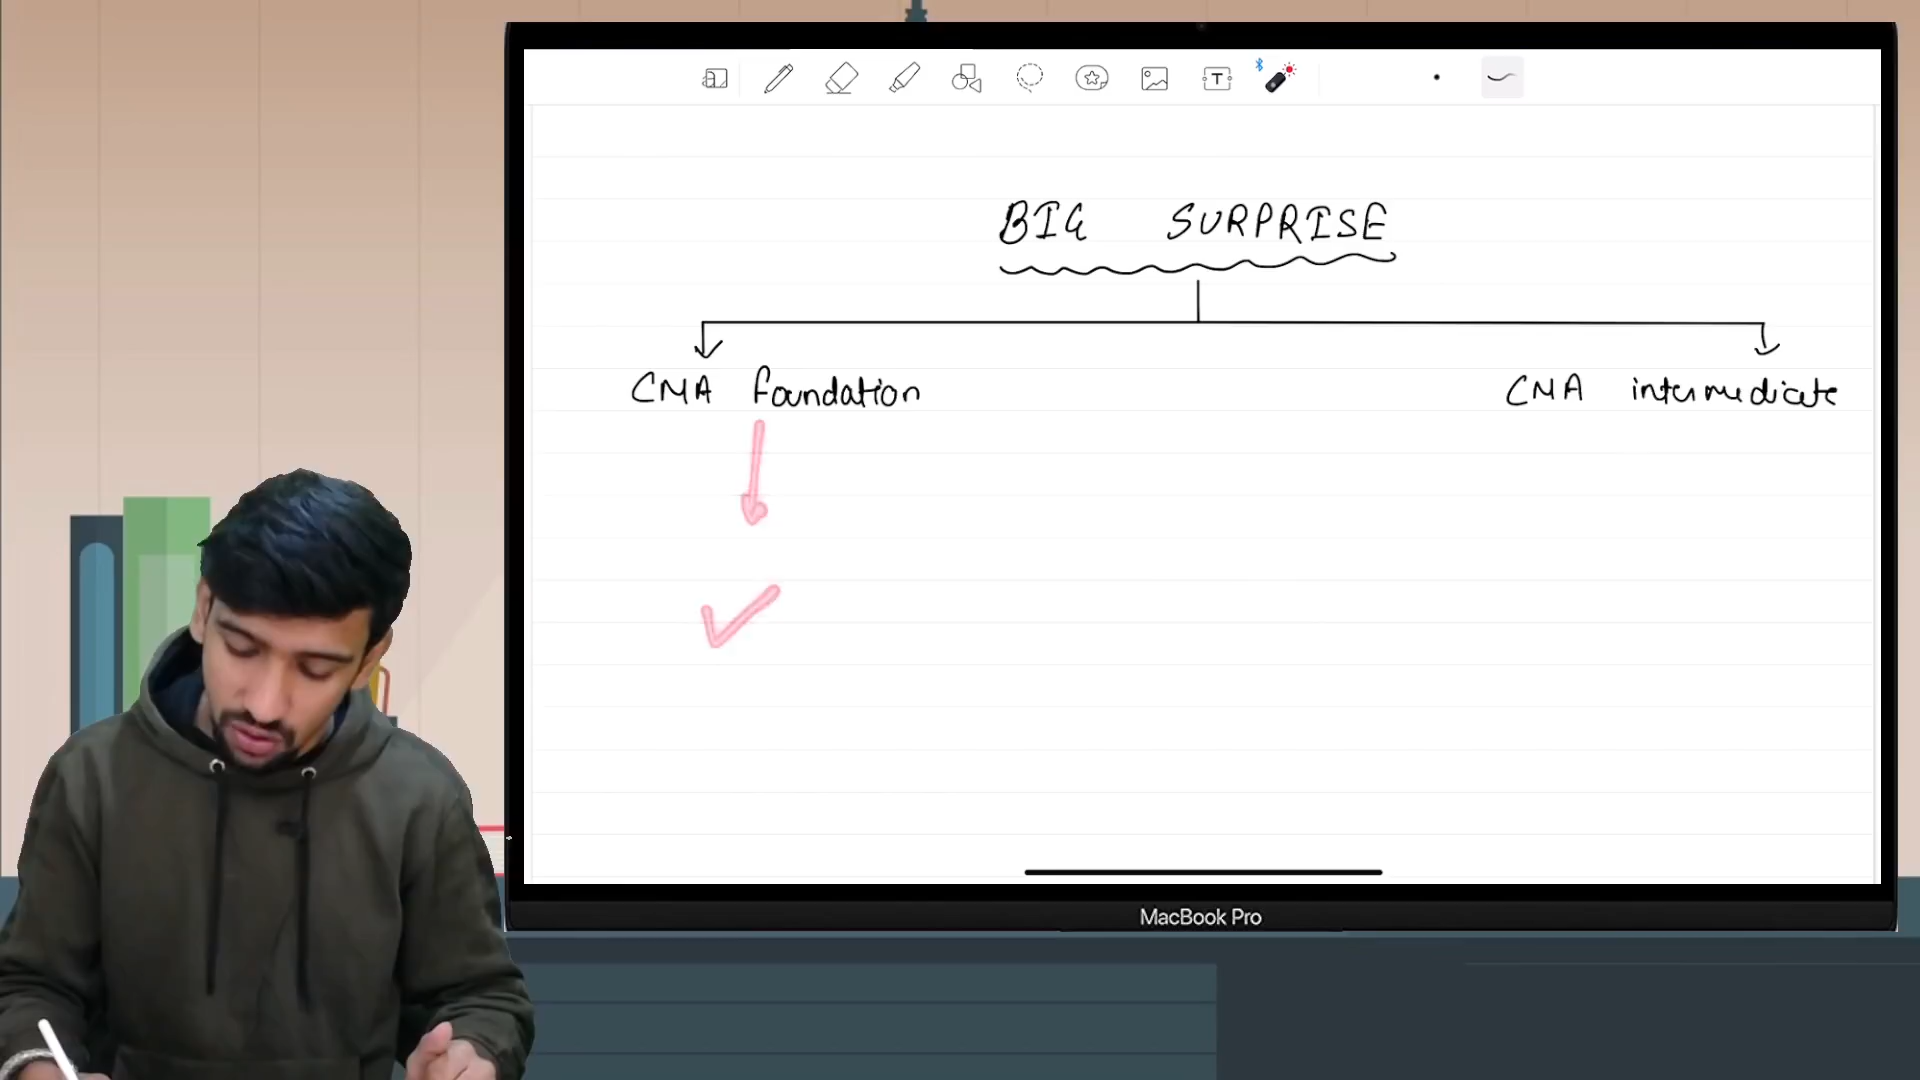 BIG SURPRISE
CMA foundation
CMA intermediate
MacBook Pro